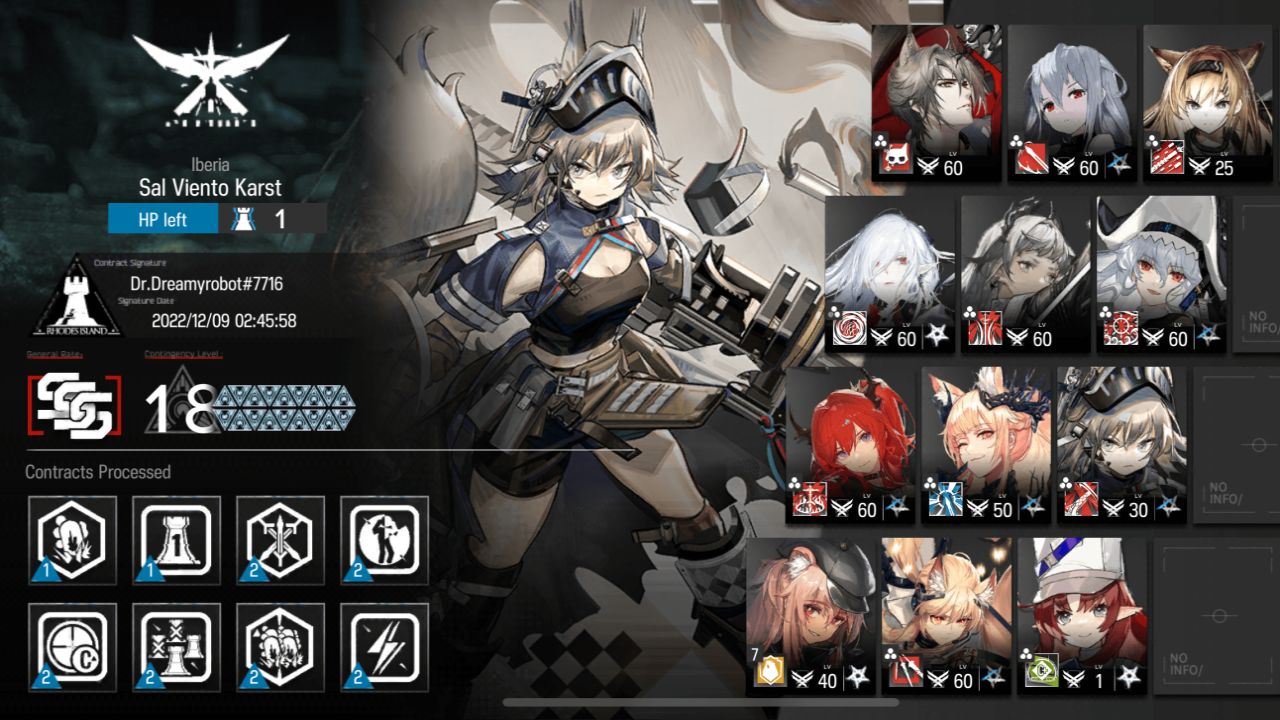 Iberia
Sal Viento Karst
HP left 1
Contract Signature
Dr.Dreamyrobot#7716
Signature Date
2022/12/09 02:45:58
RHODES ISLAND
General Rate:
Contingency Level:
SSS
18
Contracts Processed
1
1
2
2
2
2
2
2
LV
60
LV
60
LV
25
LV
60
LV
60
LV
60
NO
INFO/
LV
60
LV
50
LV
30
NO
INFO/
7
LV
40
LV
60
LV
1
NO
INFO/